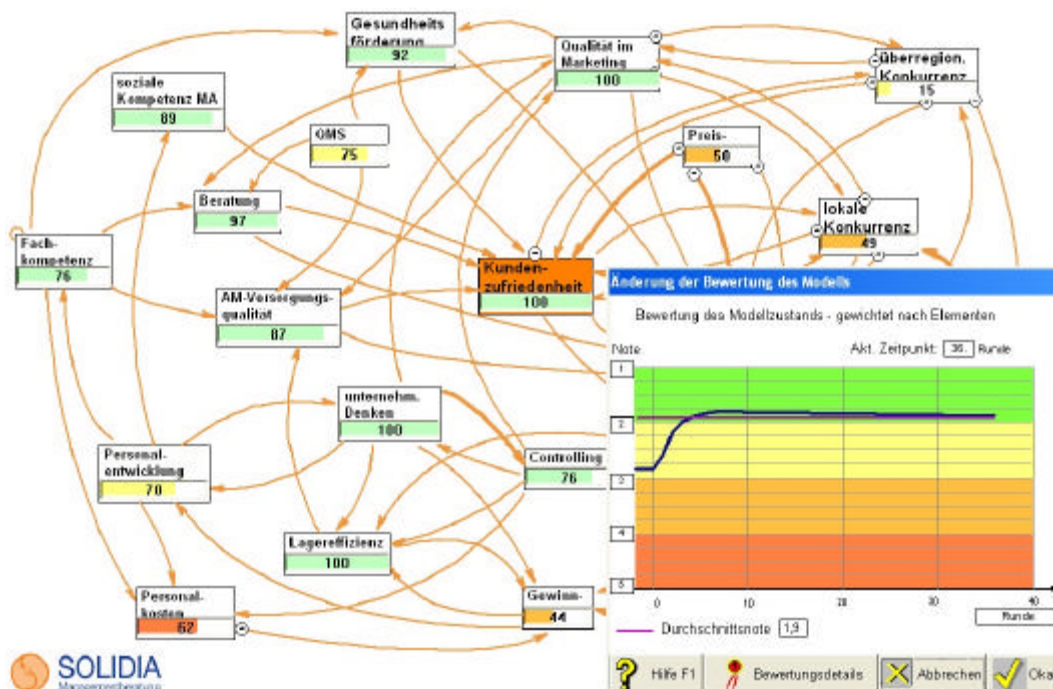 Gesundheits
förderung
92
Qualität im
Marketing
100
überregion.
Konkurrenz
15
soziale
Kompetenz MA
89
QMS
75
Preis-
50
Beratung
97
lokale
Konkurrenz
49
Fach-
kompetenz
76
Kunden-
zufriedenheit
100
AM-Versorgungs-
qualität
87
unternehm.
Denken
100
Controlling
76
Personal-
entwicklung
70
Lagereffizienz
100
Personal-
kosten
62
Gewinn-
44
Änderung der Bewertung des Modells
Bewertung des Modellzustands - gewichtet nach Elementen
Note
Akt. Zeitpunkt: 36. Runde
1
2
3
4
5
0 10 20 30 40
Runde
Durchschnittsnote 1,9
Hilfe F1
Bewertungsdetails
Abbrechen
Oka
SOLIDIA
Managementberatung